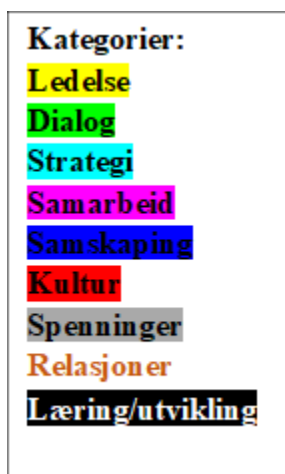 Kategorier:
Ledelse
Dialog
Strategi
Samarbeid
Samskaping
Kultur
Spenninger
Relasjoner
Læring/utvikling